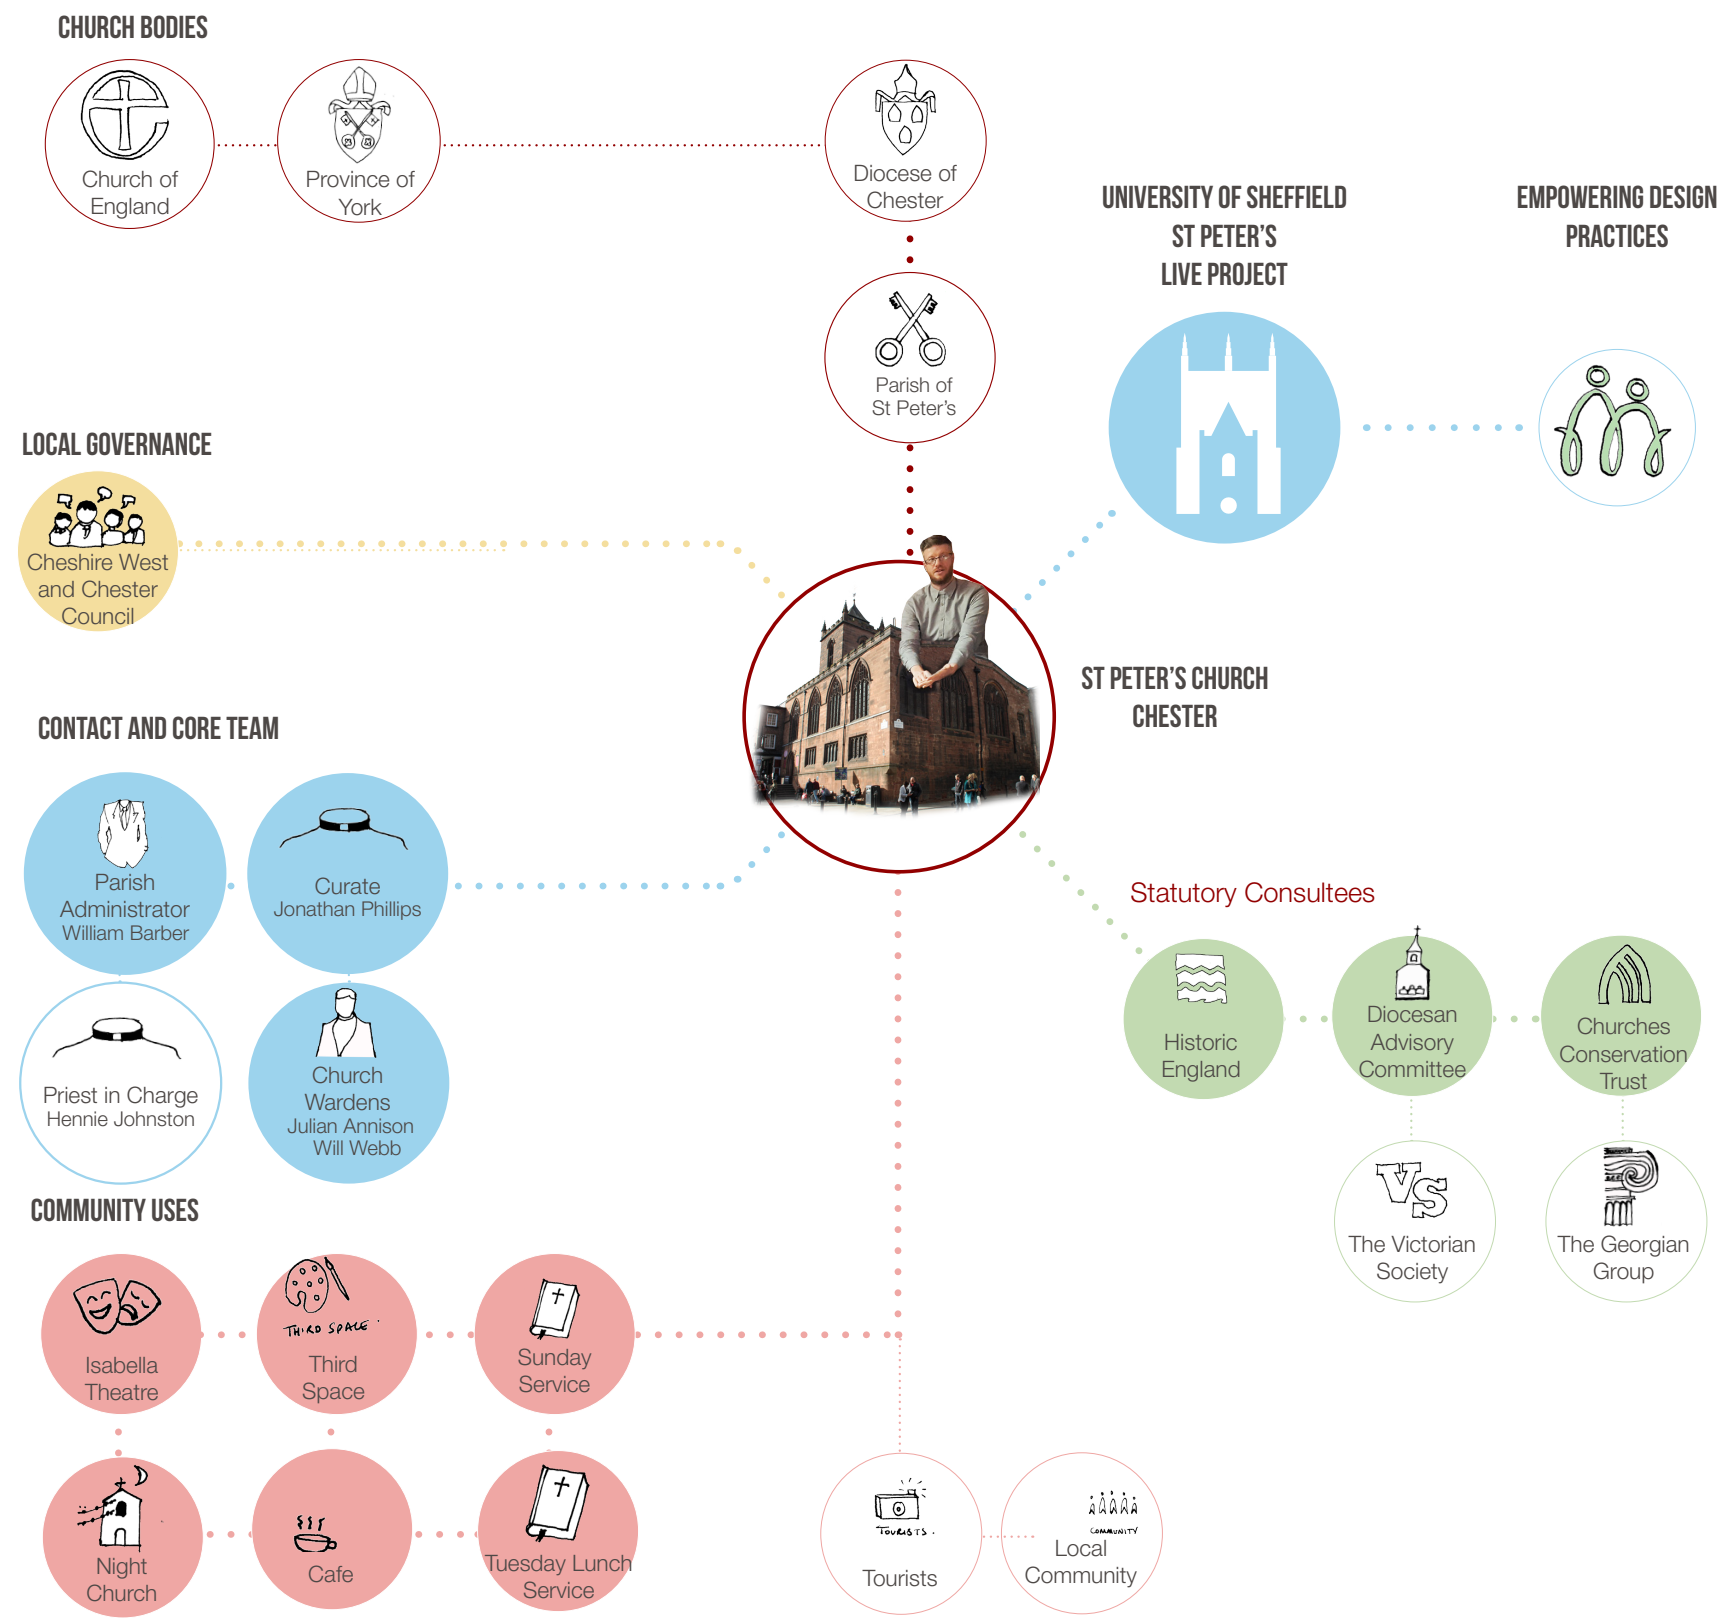 CHURCH BODIES
Church of
England
Province of
York
Diocese of
Chester
Parish of
St Peter's
UNIVERSITY OF SHEFFIELD
ST PETER'S
LIVE PROJECT
EMPOWERING DESIGN
PRACTICES
LOCAL GOVERNANCE
Cheshire West
and Chester
Council
ST PETER'S CHURCH
CHESTER
CONTACT AND CORE TEAM
Parish
Administrator
William Barber
Curate
Jonathan Phillips
Priest in Charge
Hennie Johnston
Church
Wardens
Julian Annison
Will Webb
Statutory Consultees
Historic
England
Diocesan
Advisory
Committee
Churches
Conservation
Trust
VS
The Victorian
Society
The Georgian
Group
COMMUNITY USES
Isabella
Theatre
THIRD SPACE.
Third
Space
Sunday
Service
Night
Church
Cafe
Tuesday Lunch
Service
TOURISTS.
Tourists
COMMUNITY
Local
Community